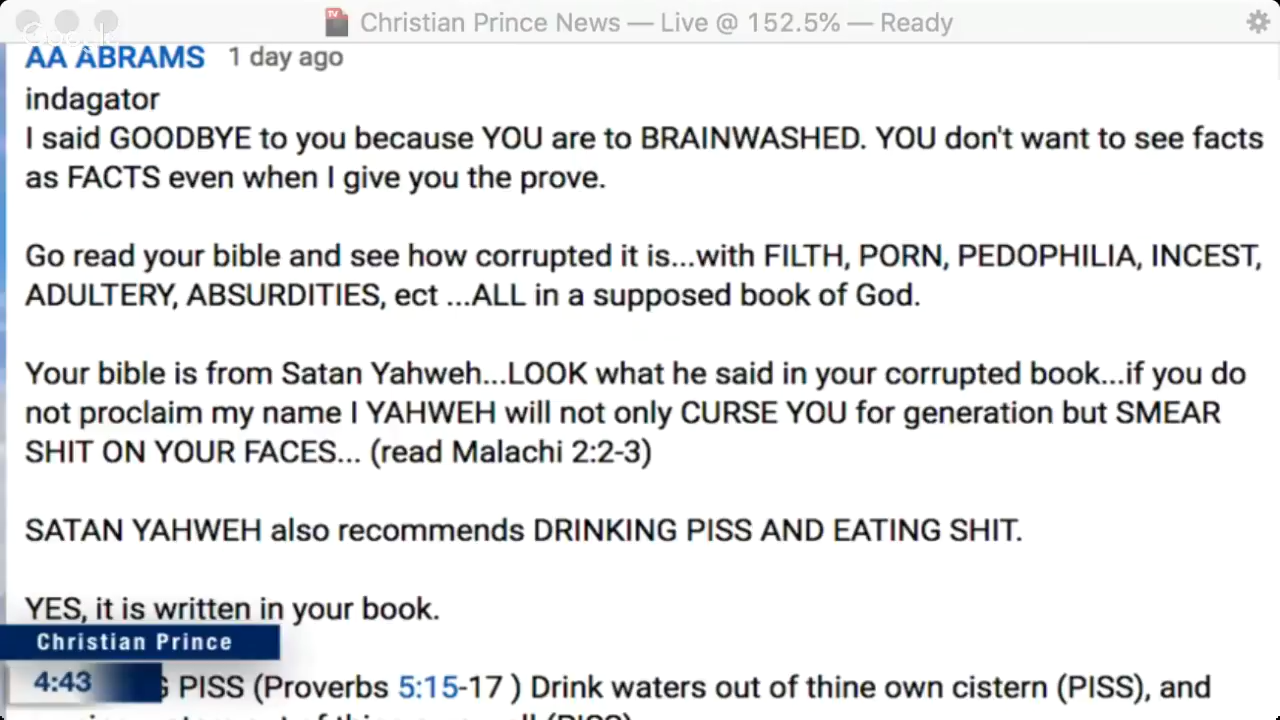 Christian Prince News — Live @ 152.5% — Ready
Google
AA ABRAMS 1 day ago
indagator
I said GOODBYE to you because YOU are to BRAINWASHED. YOU don't want to see facts
as FACTS even when I give you the prove.
Go read your bible and see how corrupted it is...with FILTH, PORN, PEDOPHILIA, INCEST,
ADULTERY, ABSURDITIES, ect ...ALL in a supposed book of God.
Your bible is from Satan Yahweh...LOOK what he said in your corrupted book...if you do
not proclaim my name I YAHWEH will not only CURSE YOU for generation but SMEAR
SHIT ON YOUR FACES... (read Malachi 2:2-3)
SATAN YAHWEH also recommends DRINKING PISS AND EATING SHIT.
YES, it is written in your book.
Christian Prince
4:43
PISS (Proverbs 5:15-17 ) Drink waters out of thine own cistern (PISS), and